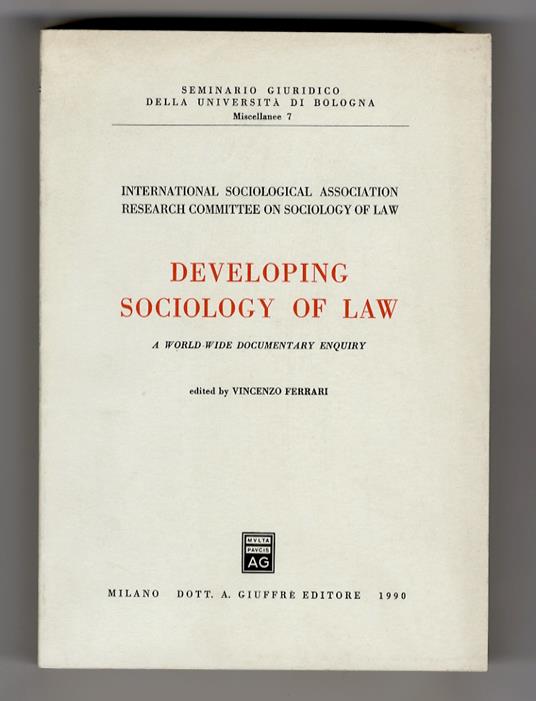 SEMINARIO GIURIDICO
DELLA UNIVERSITÀ DI BOLOGNA
Miscellanee 7
INTERNATIONAL SOCIOLOGICAL ASSOCIATION
RESEARCH COMMITTEE ON SOCIOLOGY OF LAW
DEVELOPING
SOCIOLOGY OF LAW
A WORLD-WIDE DOCUMENTARY ENQUIRY
edited by VINCENZO FERRARI
MVLTA
PAVCIS
AG
MILANO DOTT. A. GIUFFRÈ EDITORE 1990